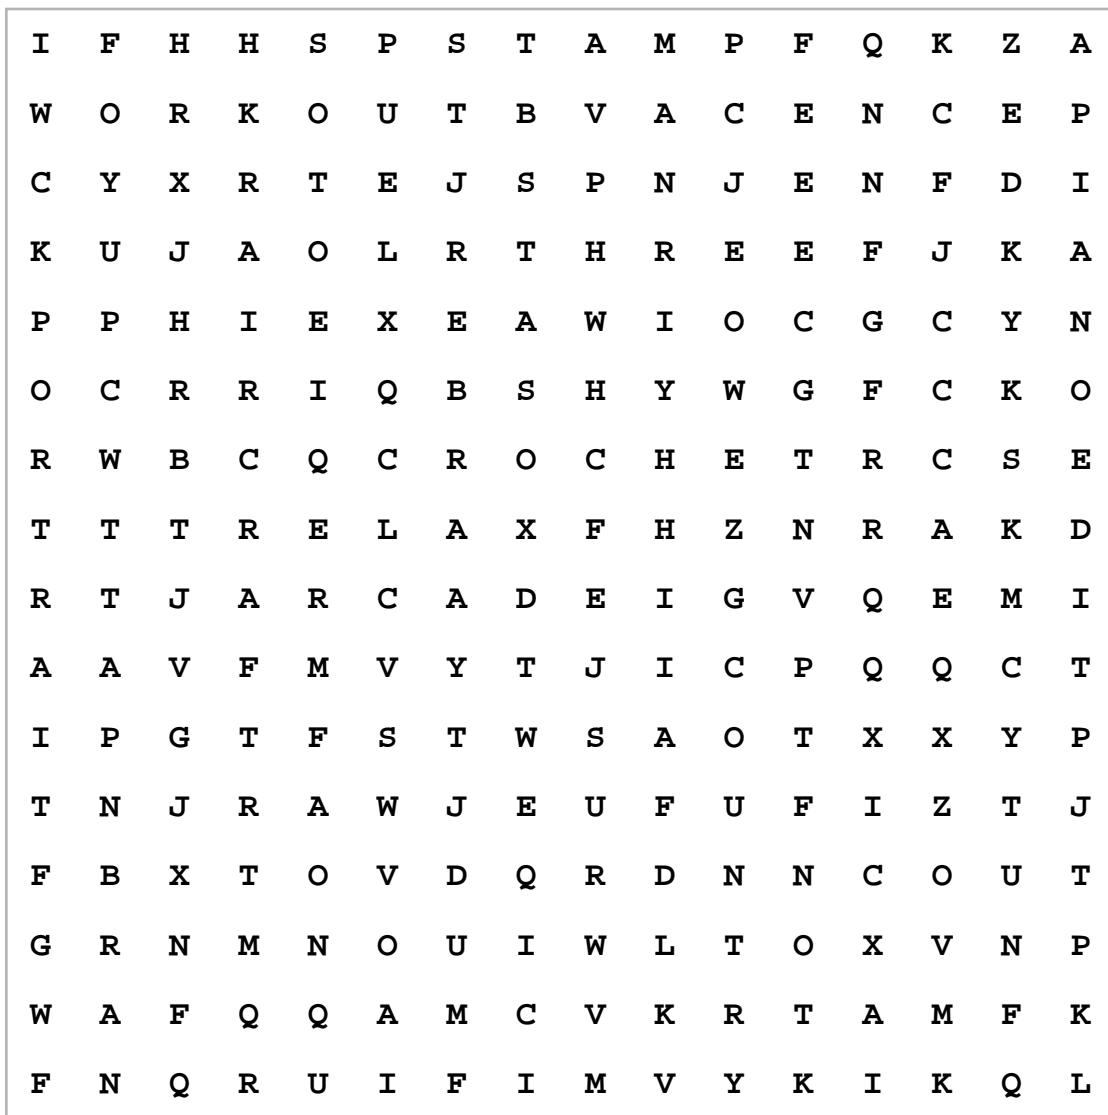 I F H H S P S T A M P F Q K Z A
W O R K O U T B V A C E N C E P
C Y X R T E J S P N J E N F D I
K U J A O L R T H R E E F J K A
P P H I E X E A W I O C G C Y N
O C R R I Q B S H Y W G F C K O
R W B C Q C R O C H E T R C S E
T T T R E L A X F H Z N R A K D
R T J A R C A D E I G V Q E M I
A A V F M V Y T J I C P Q Q C T
I P G T F S T W S A O T X X Y P
T N J R A W J E U F U F I Z T J
F B X T O V D Q R D N N C O U T
G R N M N O U I W L T O X V N P
W A F Q Q A M C V K R T A M F K
F N Q R U I F I M V Y K I K Q L